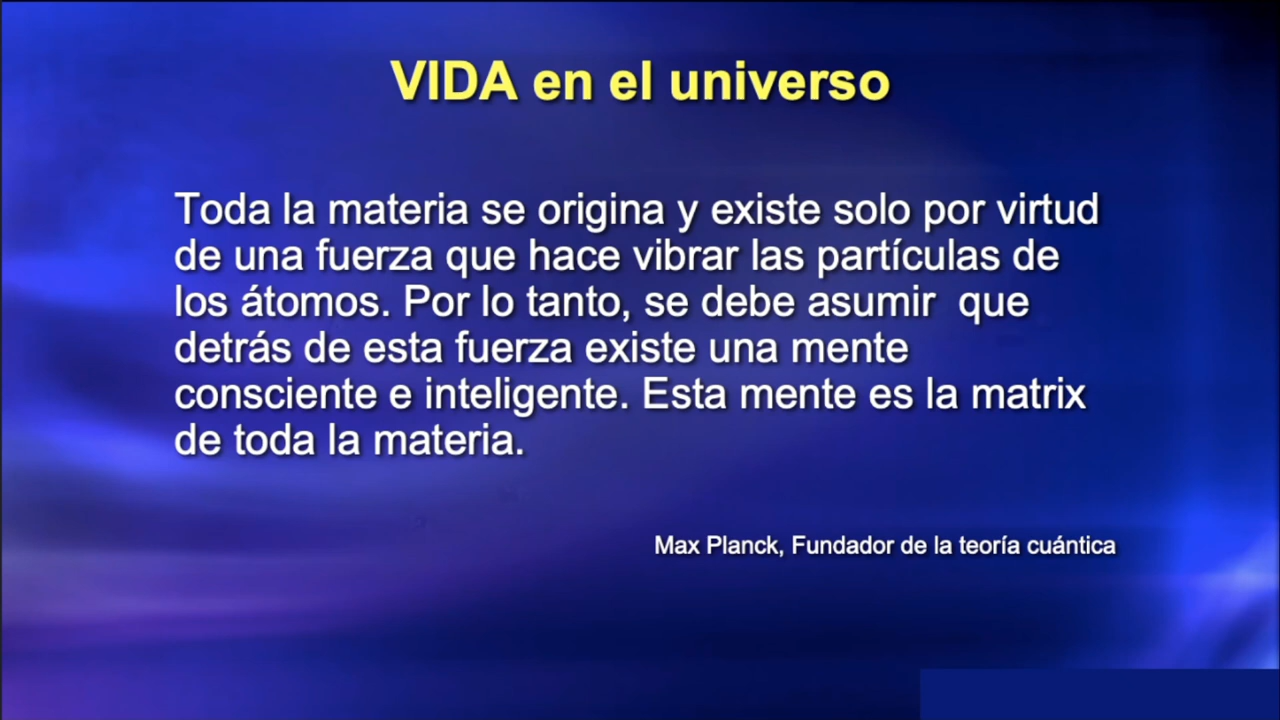 VIDA en el universo
Toda la materia se origina y existe solo por virtud
de una fuerza que hace vibrar las partículas de
los átomos. Por lo tanto, se debe asumir  que
detrás de esta fuerza existe una mente
consciente e inteligente. Esta mente es la matrix
de toda la materia.
Max Planck, Fundador de la teoría cuántica